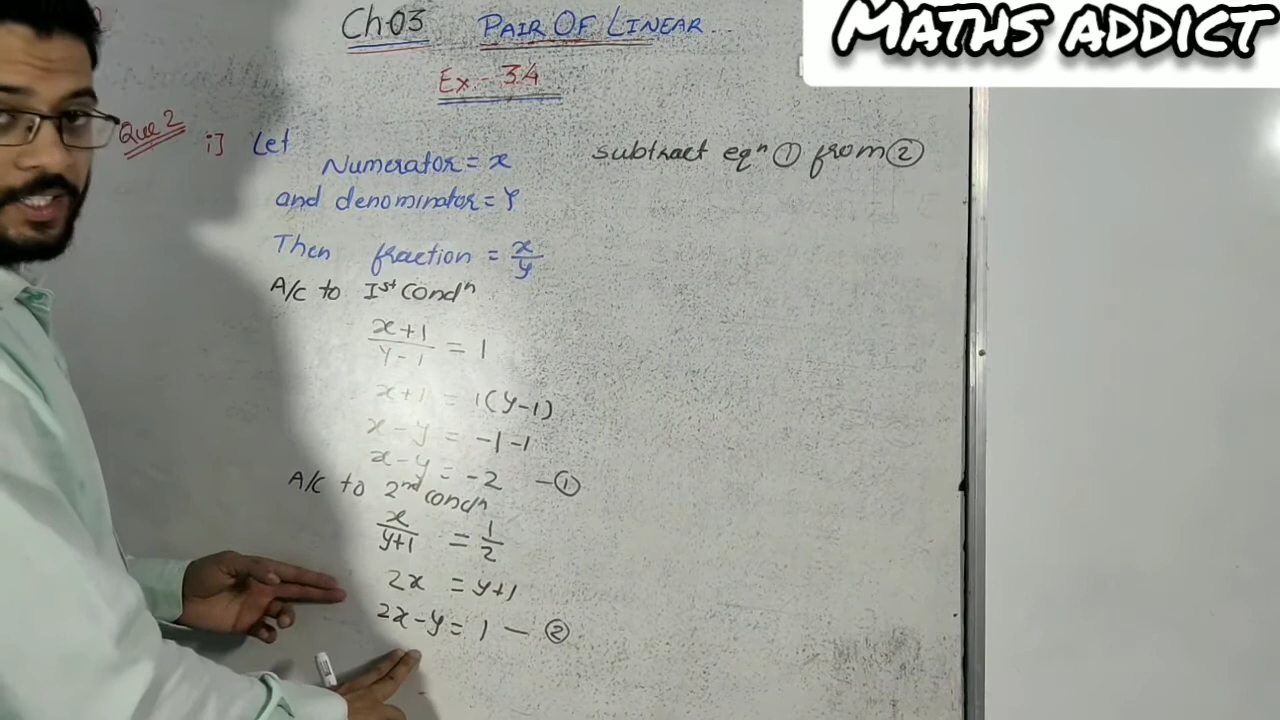 MATHS ADDICT
Ch-03 PAIR OF LINEAR ..
Ex. - 3.4
Que 2 i] Let
Numerator = x
and denominator = y
Then fraction = x/y
A/c to Ist Condn
x+1/y-1 = 1
x+1 = 1(y-1)
x-y = -1-1
x-y = -2 -①
A/c to 2nd Condn
x/y+1 = 1/2
2x = y+1
2x-y = 1 - ②
subtract eqn ① from ②